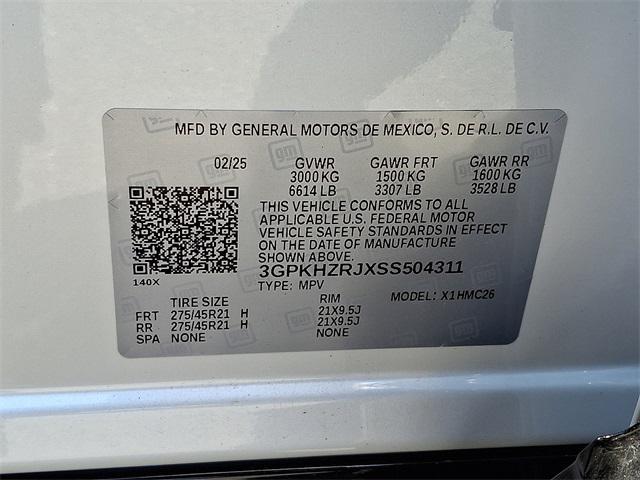 MFD BY GENERAL MOTORS DE MEXICO, S. DE R.L. DE C.V.
02/25 GVWR GAWR FRT GAWR RR
3000 KG 1500 KG 1600 KG
6614 LB 3307 LB 3528 LB
THIS VEHICLE CONFORMS TO ALL
APPLICABLE U.S. FEDERAL MOTOR
VEHICLE SAFETY STANDARDS IN EFFECT
ON THE DATE OF MANUFACTURE
SHOWN ABOVE.
3GPKHZRJXSS504311
140X TYPE: MPV MODEL: X1HMC26
TIRE SIZE RIM
FRT 275/45R21 H 21X9.5J
RR 275/45R21 H 21X9.5J
SPA NONE NONE